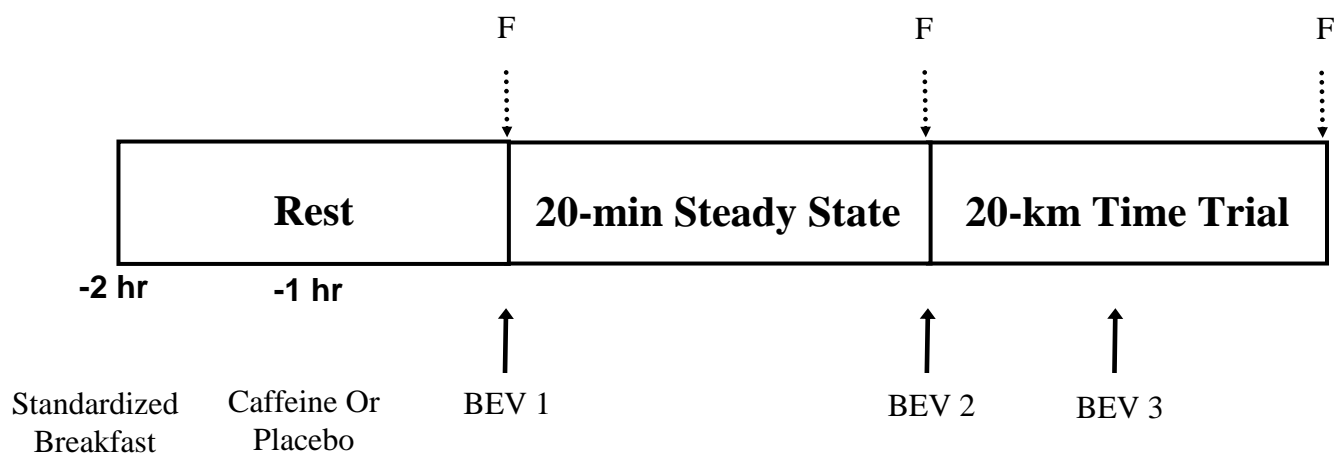 F F F
Rest 20-min Steady State 20-km Time Trial
-2 hr -1 hr
Standardized Breakfast
Caffeine Or Placebo
BEV 1 BEV 2 BEV 3